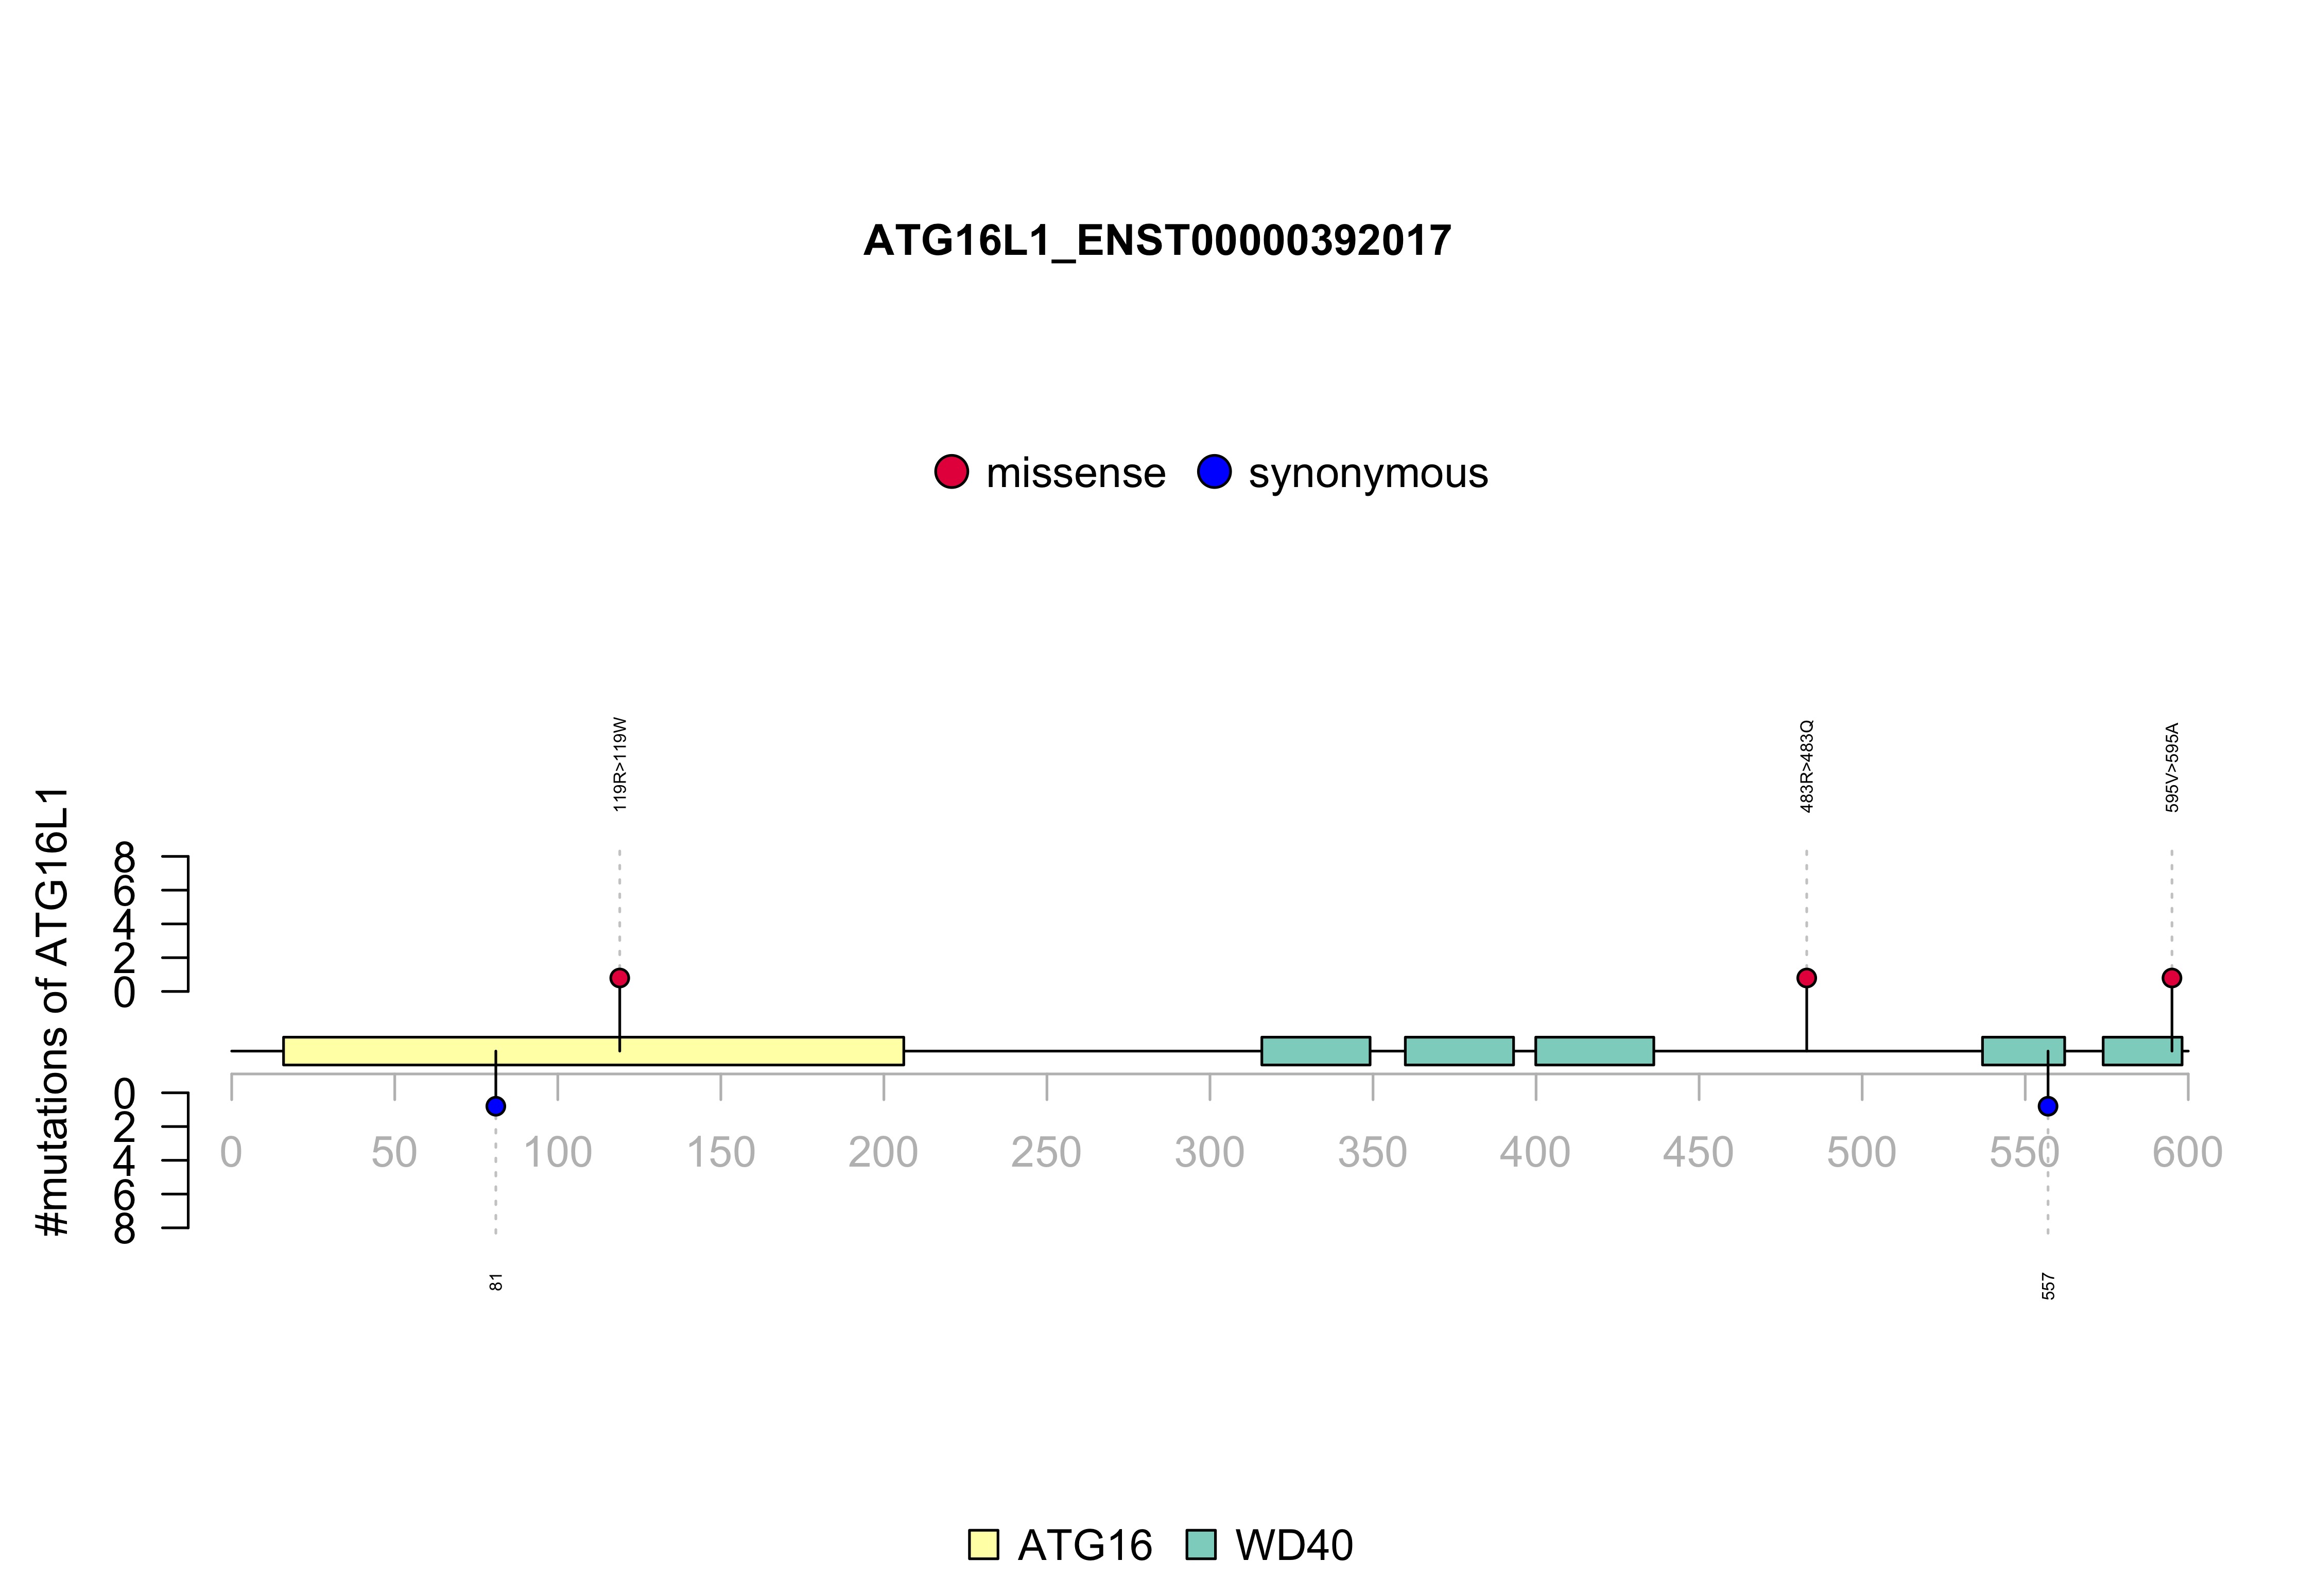 ATG16L1_ENST00000392017
missense synonymous
119R>119W 483R>483Q 595V>595A
#mutations of ATG16L1
8
6
4
2
0
0
2
4
6
8
0 50 100 150 200 250 300 350 400 450 500 550 600
81 557
ATG16 WD40